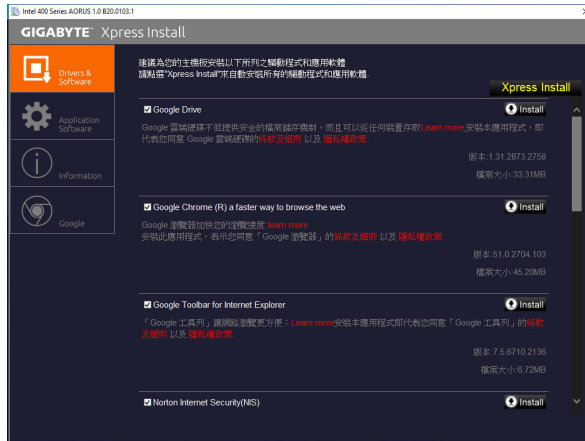 Intel 400 Series AORUS 1.0 B20.0103.1
GIGABYTE™ Xpress Install
Drivers & Software
Application Software
Information
Google
建議為您的主機板安裝以下所列之驅動程式和應用軟體
請點選"Xpress Install"來自動安裝所有的驅動程式和應用軟體.
Xpress Install
Google Drive
Install
Google 雲端硬碟不但提供安全的檔案儲存機制，而且可以從任何裝置存取Learn more,安裝本應用程式，即
代表您同意 Google 雲端硬碟的條款及細則 以及 隱私權政策.
版本:1.31.2873.2758
檔案大小:33.31MB
Google Chrome (R) a faster way to browse the web
Install
Google 瀏覽器加快您的瀏覽速度 learn more
安裝此應用程式，表示您同意「Google 瀏覽器」的條款及細則 以及 隱私權政策.
版本:51.0.2704.103
檔案大小:45.20MB
Google Toolbar for Internet Explorer
Install
「Google 工具列」讓網路瀏覽更方便：Learn more安裝本應用程式即代表您同意「Google 工具列」的條款
及細則 以及 隱私權政策.
版本:7.5.6710.2136
檔案大小:6.72MB
Norton Internet Security(NIS)
Install